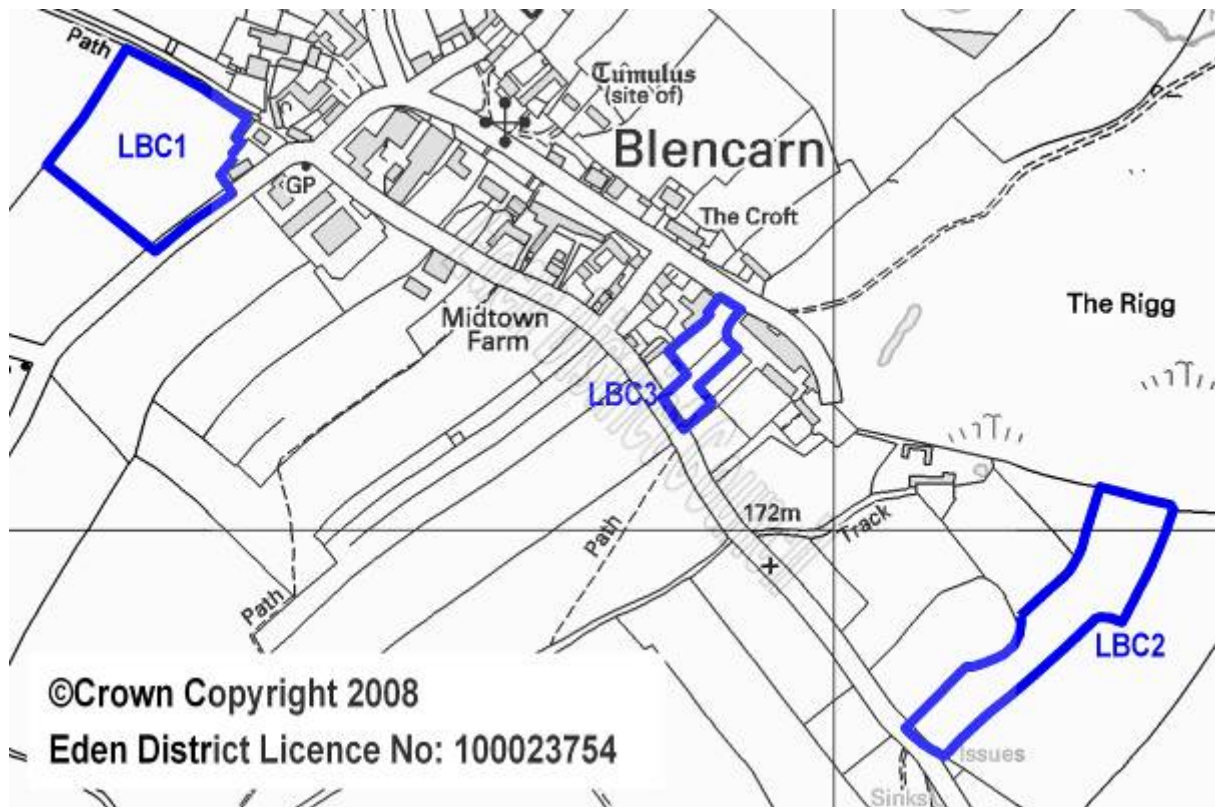 Path
Tumulus
(site of)
LBC1
Blencarn
GP
The Croft
The Rigg
Midtown
Farm
LBC3
172m
Track
Path
Path
LBC2
©Crown Copyright 2008
Eden District Licence No: 100023754
Issues
Sinks